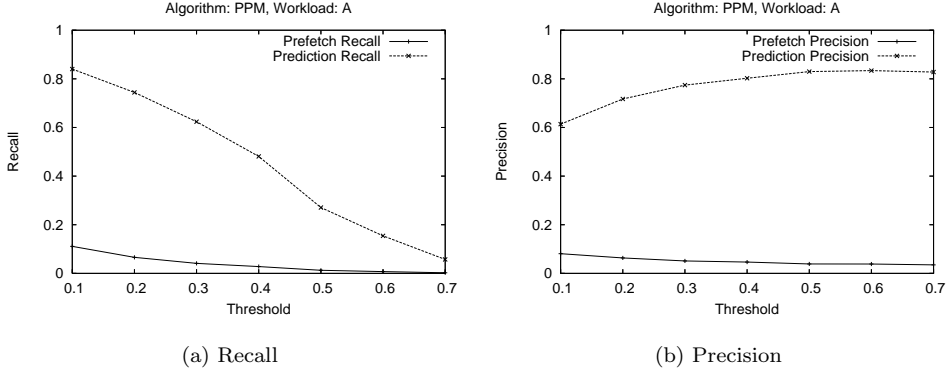 Algorithm: PPM, Workload: A
1
0.8
0.6
0.4
0.2
0
Recall
Prefetch Recall
Prediction Recall
0.1 0.2 0.3 0.4 0.5 0.6 0.7
Threshold
(a) Recall
Algorithm: PPM, Workload: A
1
0.8
0.6
0.4
0.2
0
Precision
Prefetch Precision
Prediction Precision
0.1 0.2 0.3 0.4 0.5 0.6 0.7
Threshold
(b) Precision